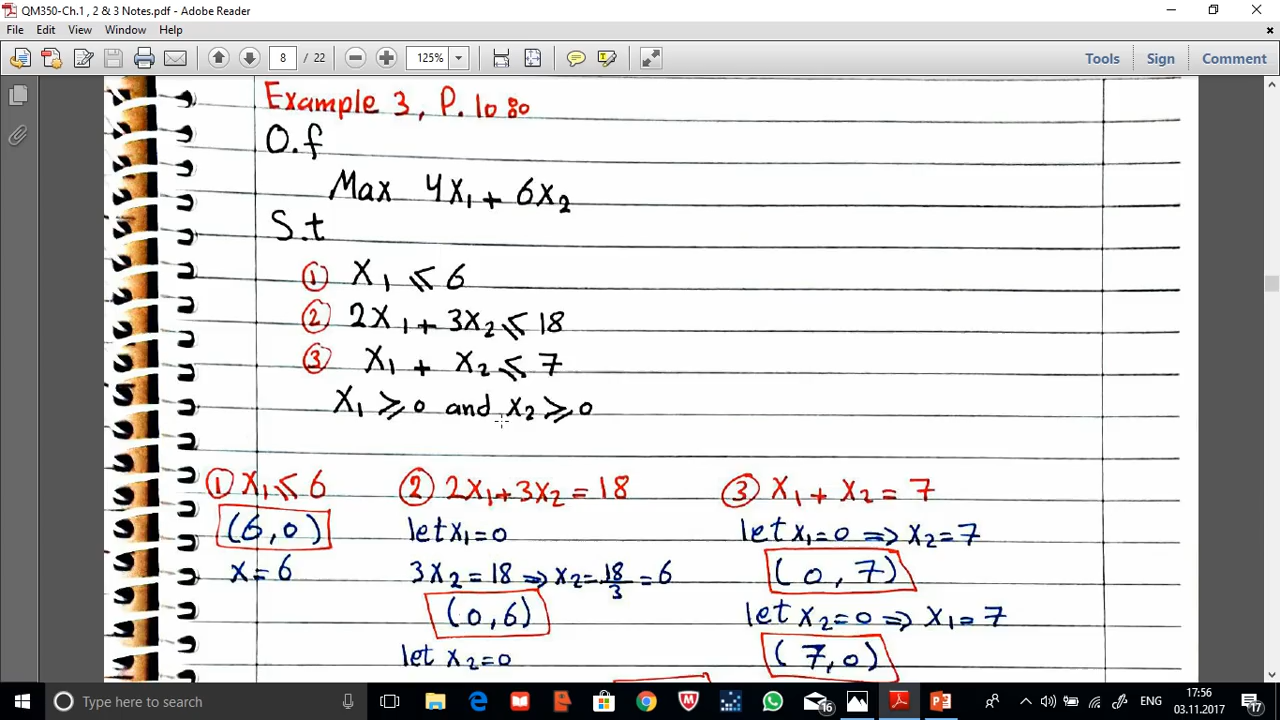 QM350-Ch.1, 2 & 3 Notes.pdf - Adobe Reader
File Edit View Window Help
8 / 22 125% Tools Sign Comment
Example 3, P. 1080
O.f
Max 4X₁ + 6X₂
S.t
① X₁ ⩽ 6
② 2X₁ + 3X₂ ⩽ 18
③ X₁ + X₂ ⩽ 7
X₁ ⩾ 0 and X₂ ⩾ 0
① X₁ ⩽ 6
(6,0)
x = 6
② 2X₁+3X₂ = 18
let x₁=0
3X₂ = 18 ⇒ X₂ = 18/3 = 6
(0,6)
let X₂=0
③ X₁ + X₂ = 7
let x₁=0 ⇒ X₂=7
(0,7)
let X₂=0 ⇒ X₁=7
(7,0)
Type here to search
16
ENG
17:56
03.11.2017
17